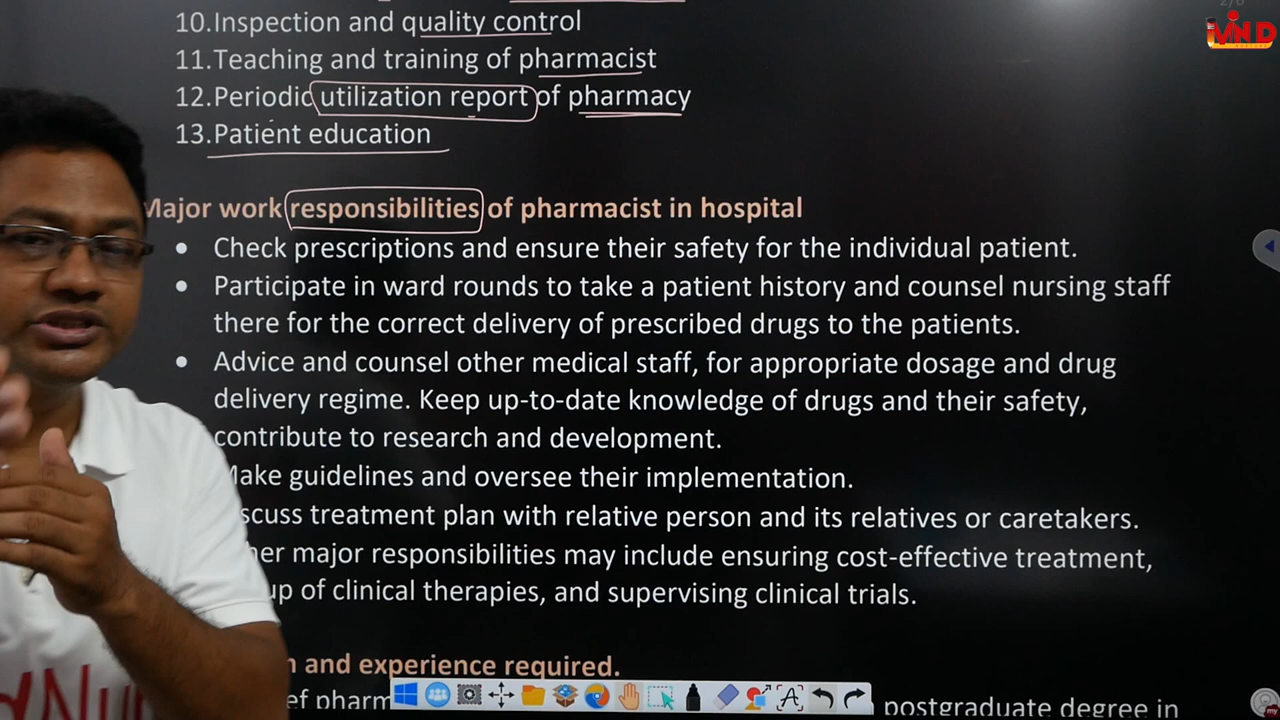 10.Inspection and quality control
11.Teaching and training of pharmacist
12.Periodic utilization report of pharmacy
13.Patient education
Major work responsibilities of pharmacist in hospital
• Check prescriptions and ensure their safety for the individual patient.
• Participate in ward rounds to take a patient history and counsel nursing staff
there for the correct delivery of prescribed drugs to the patients.
• Advice and counsel other medical staff, for appropriate dosage and drug
delivery regime. Keep up-to-date knowledge of drugs and their safety,
contribute to research and development.
Make guidelines and oversee their implementation.
scuss treatment plan with relative person and its relatives or caretakers.
her major responsibilities may include ensuring cost-effective treatment,
up of clinical therapies, and supervising clinical trials.
and experience required.
ef pharm postgraduate degree in